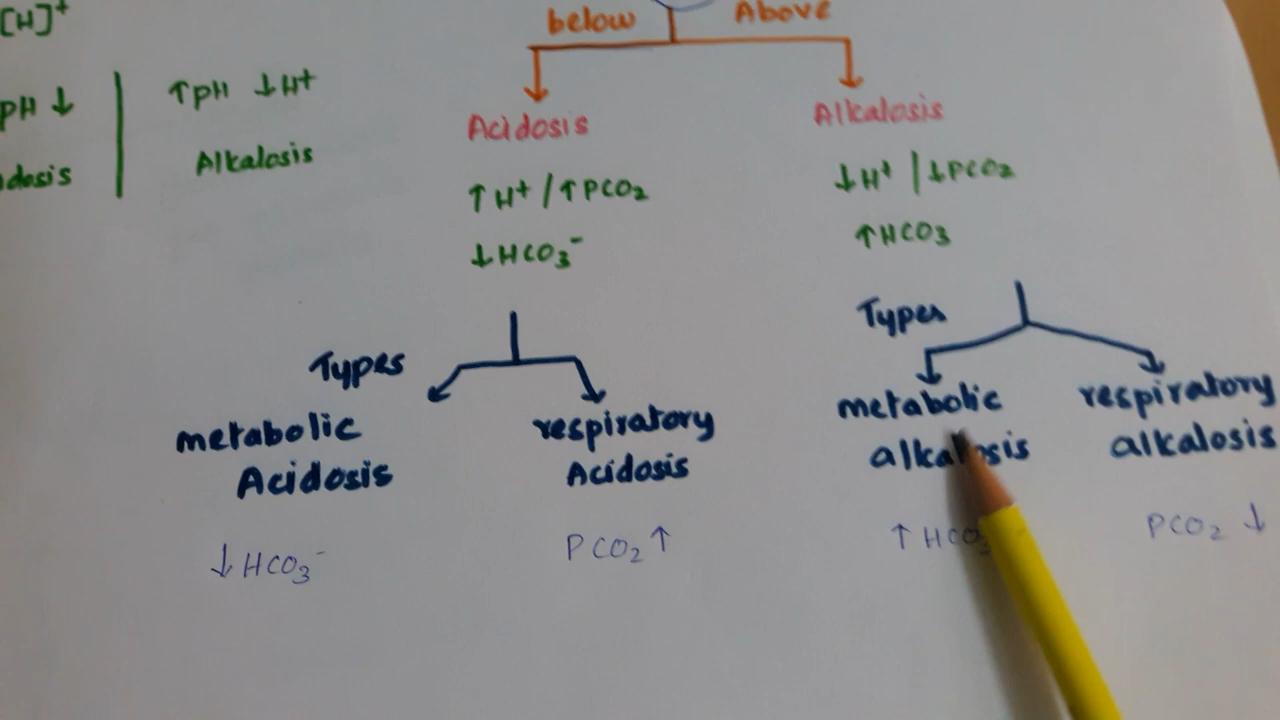 [H]⁺
below Above
pH ↓ | ↑pH ↓H⁺
Alkalosis
Acidosis
↑H⁺ / ↑PCO₂
↓HCO₃⁻
Alkalosis
↓H⁺ / ↓PCO₂
↑HCO3
Types
metabolic
Acidosis
↓HCO₃⁻
respiratory
Acidosis
PCO₂↑
Types
metabolic
alkalosis
↑HCO
respiratory
alkalosis
PCO₂ ↓